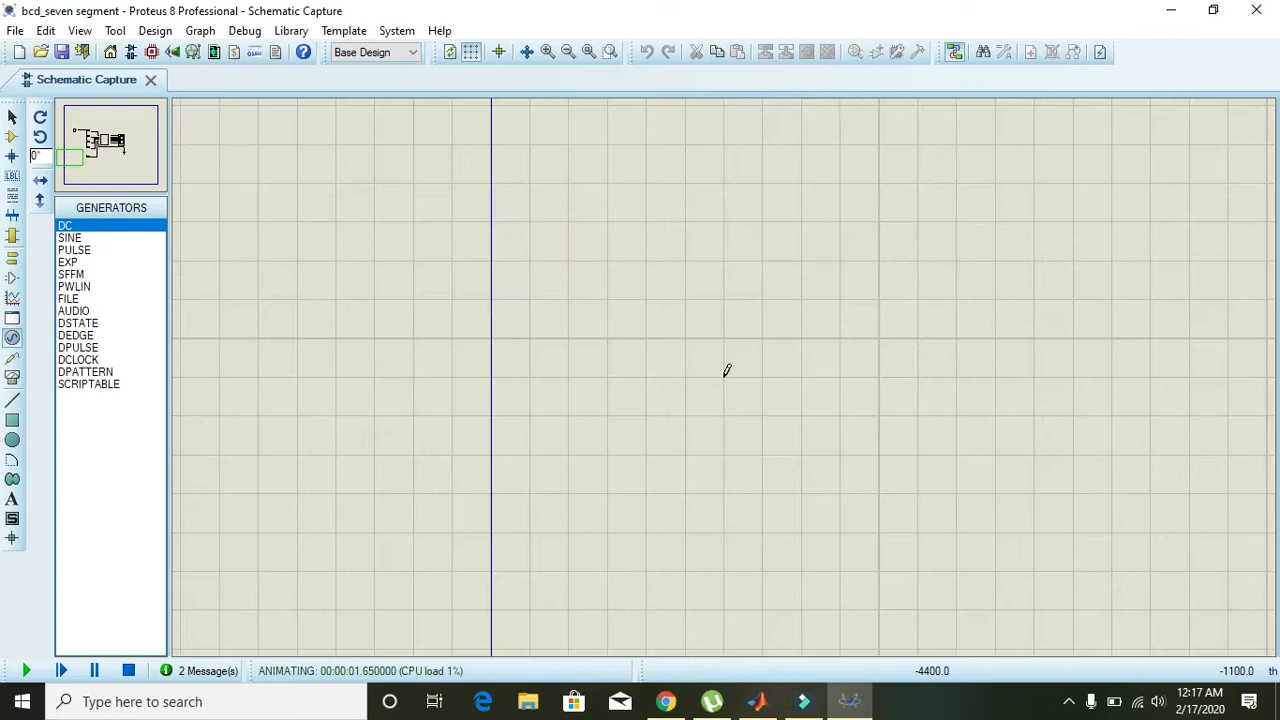 bcd_seven segment - Proteus 8 Professional - Schematic Capture
File Edit View Tool Design Graph Debug Library Template System Help
Base Design
Schematic Capture
LBL
0°
GENERATORS
DC
SINE
PULSE
EXP
SFFM
PWLIN
FILE
AUDIO
DSTATE
DEDGE
DPULSE
DCLOCK
DPATTERN
SCRIPTABLE
A
S
2 Message(s) ANIMATING: 00:00:01.650000 (CPU load 1%) -4400.0 -1100.0 th
Type here to search
12:17 AM
2/17/2020